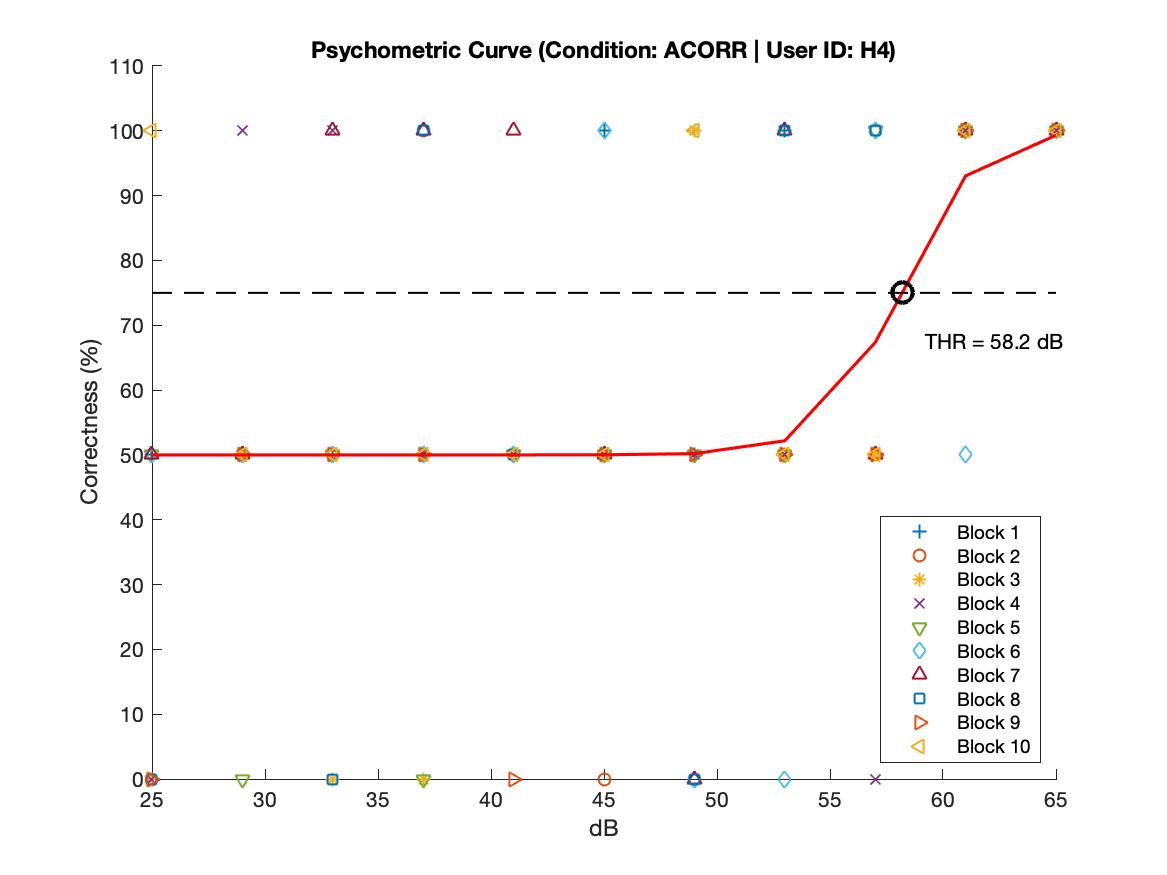 Psychometric Curve (Condition: ACORR | User ID: H4)
110
100
90
80
70
60
50
40
30
20
10
0
Correctness (%)
THR = 58.2 dB
Block 1
Block 2
Block 3
Block 4
Block 5
Block 6
Block 7
Block 8
Block 9
Block 10
25 30 35 40 45 50 55 60 65
dB